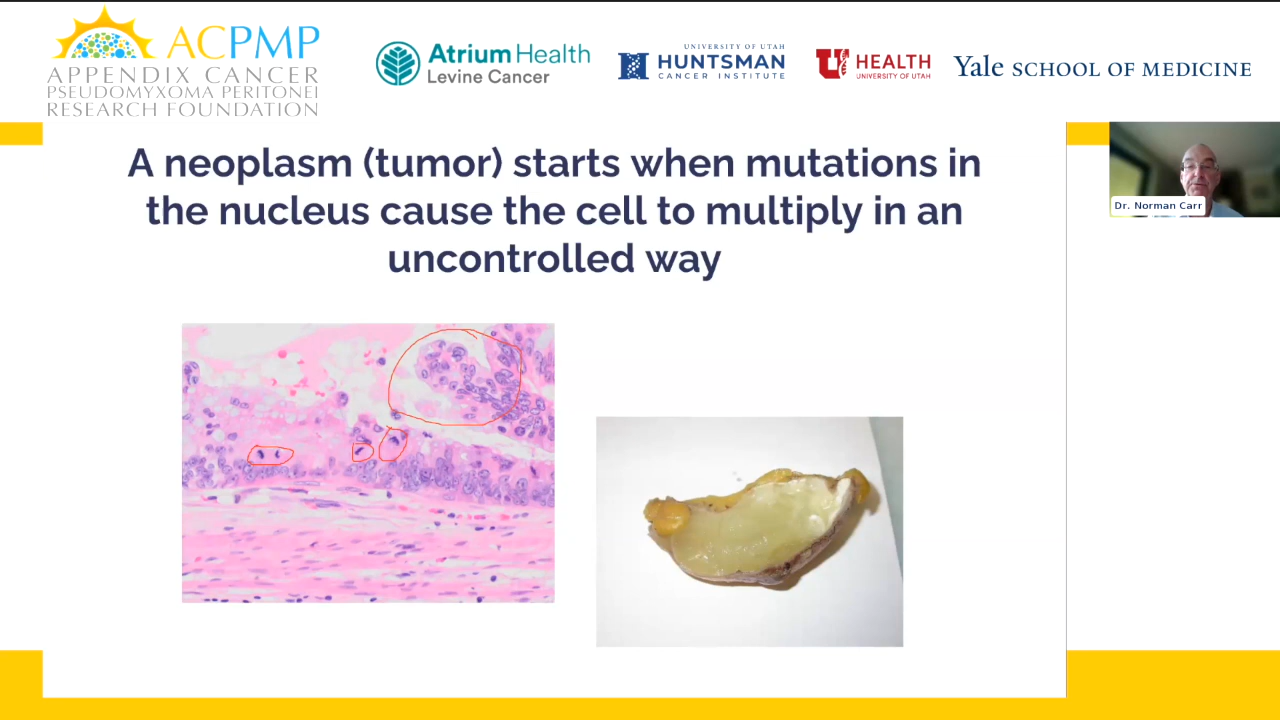 ACPMP
APPENDIX CANCER
PSEUDOMYXOMA PERITONEI
RESEARCH FOUNDATION
Atrium Health
Levine Cancer
UNIVERSITY OF UTAH
HUNTSMAN
CANCER INSTITUTE
U
HEALTH
UNIVERSITY OF UTAH
Yale SCHOOL OF MEDICINE
A neoplasm (tumor) starts when mutations in
the nucleus cause the cell to multiply in an
uncontrolled way
Dr. Norman Carr